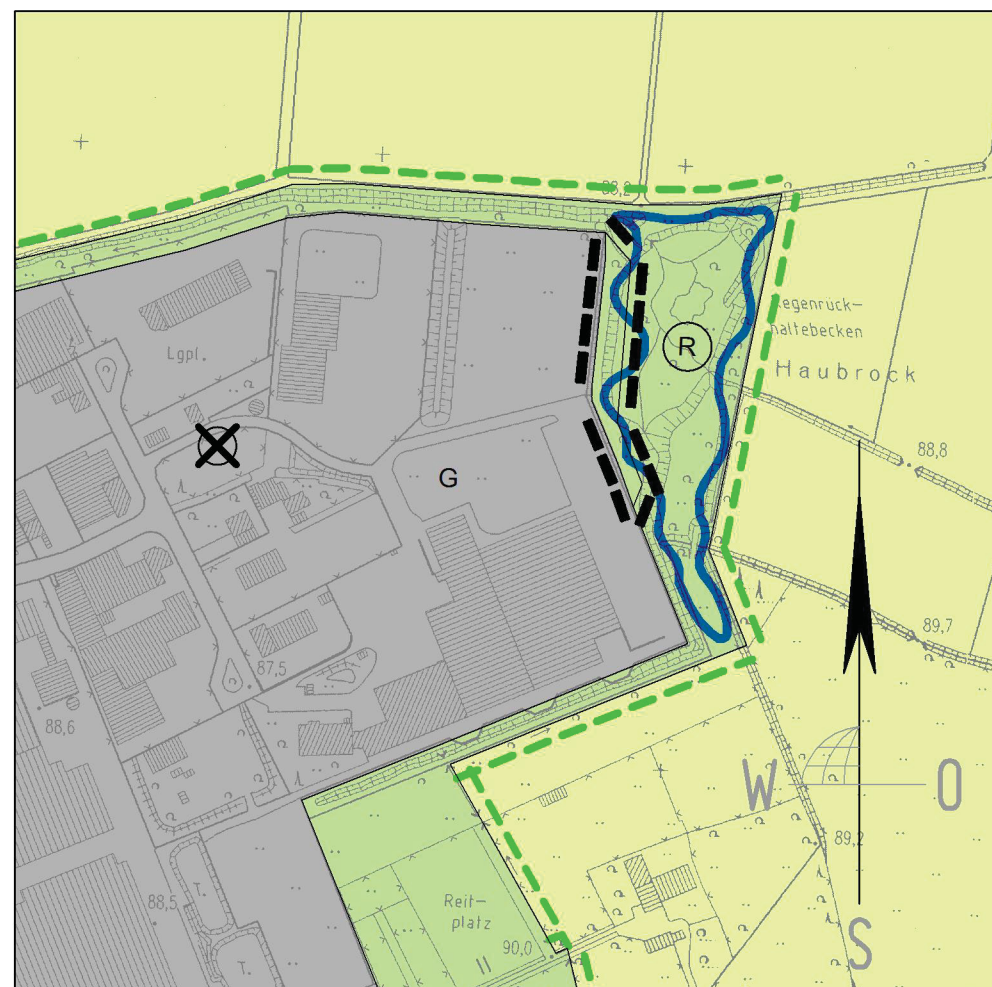 88,2
egenrück-
haltebecken
Haubrock
Lgpl.
R
G
88,8
89,7
87,5
88,6
W
O
89,2
88,5
Reit-
platz
90,0
S
T.
T.